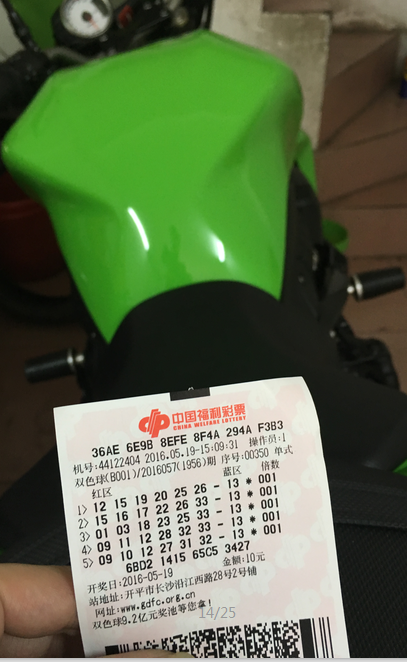 中国福利彩票
CHINA WELFARE LOTTERY
36AE 6E9B 8EFE 8F4A 294A F3B3
机号:44122404 2016.05.19-15:09:31 操作员:1
双色球(B001)/2016057(1956)期 序号:00350 单式
红区 蓝区 倍数
1> 12 15 19 20 25 26 - 13 * 001
2> 15 16 17 22 26 33 - 13 * 001
3> 01 03 18 23 25 33 - 13 * 001
4> 09 11 12 28 32 33 - 13 * 001
5> 09 10 12 27 31 32 - 13 * 001
6BD2 1415 65C5 3427
开奖日:2016-05-19 金额:10元
站地址:开平市长沙沿江西路28号2号铺
网址:www.gdfc.org.cn
双色球9.2亿元奖池等您拿!
14/25